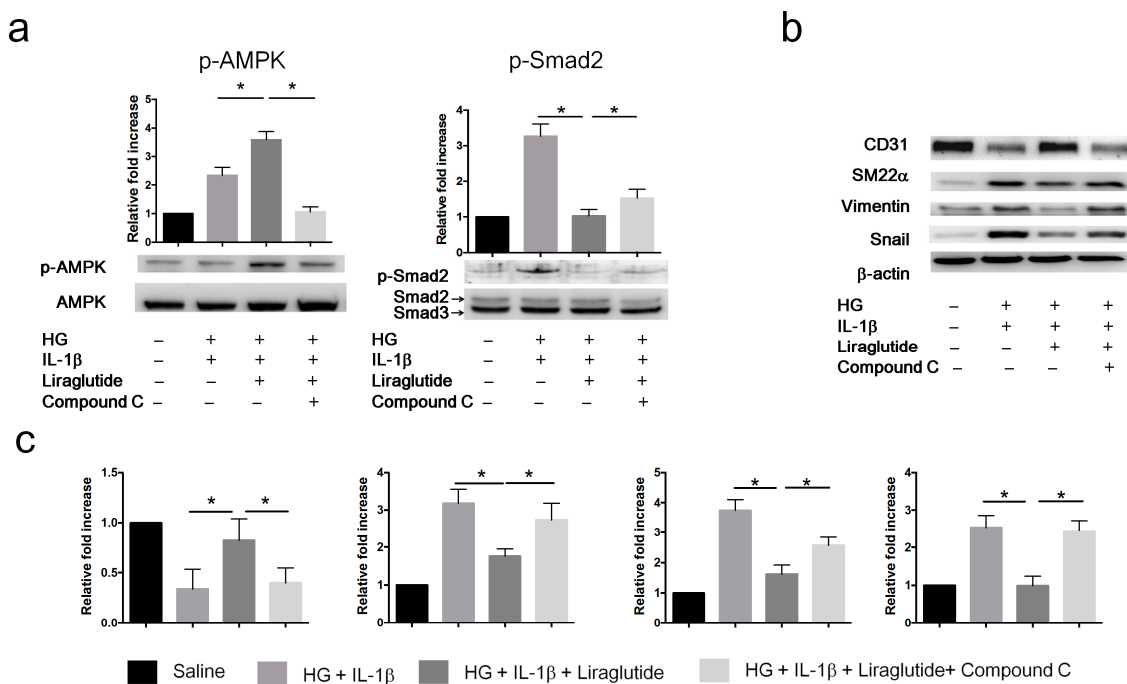 a
b
p-AMPK
p-Smad2
*
*
*
*
Relative fold increase
5
4
3
2
1
0
Relative fold increase
4
3
2
1
0
p-AMPK
AMPK
p-Smad2
Smad2→
Smad3→
HG – + + +
IL-1β – + + +
Liraglutide – – + +
Compound C – – – +
HG – + + +
IL-1β – + + +
Liraglutide – – + +
Compound C – – – +
CD31
SM22α
Vimentin
Snail
β-actin
HG – + + +
IL-1β – + + +
Liraglutide – – + +
Compound C – – – +
c
Relative fold increase
1.5
1.0
0.5
0.0
*
*
Relative fold increase
4
3
2
1
0
*
*
Relative fold increase
5
4
3
2
1
0
*
*
Relative fold increase
4
3
2
1
0
*
*
Saline
HG + IL-1β
HG + IL-1β + Liraglutide
HG + IL-1β + Liraglutide+ Compound C